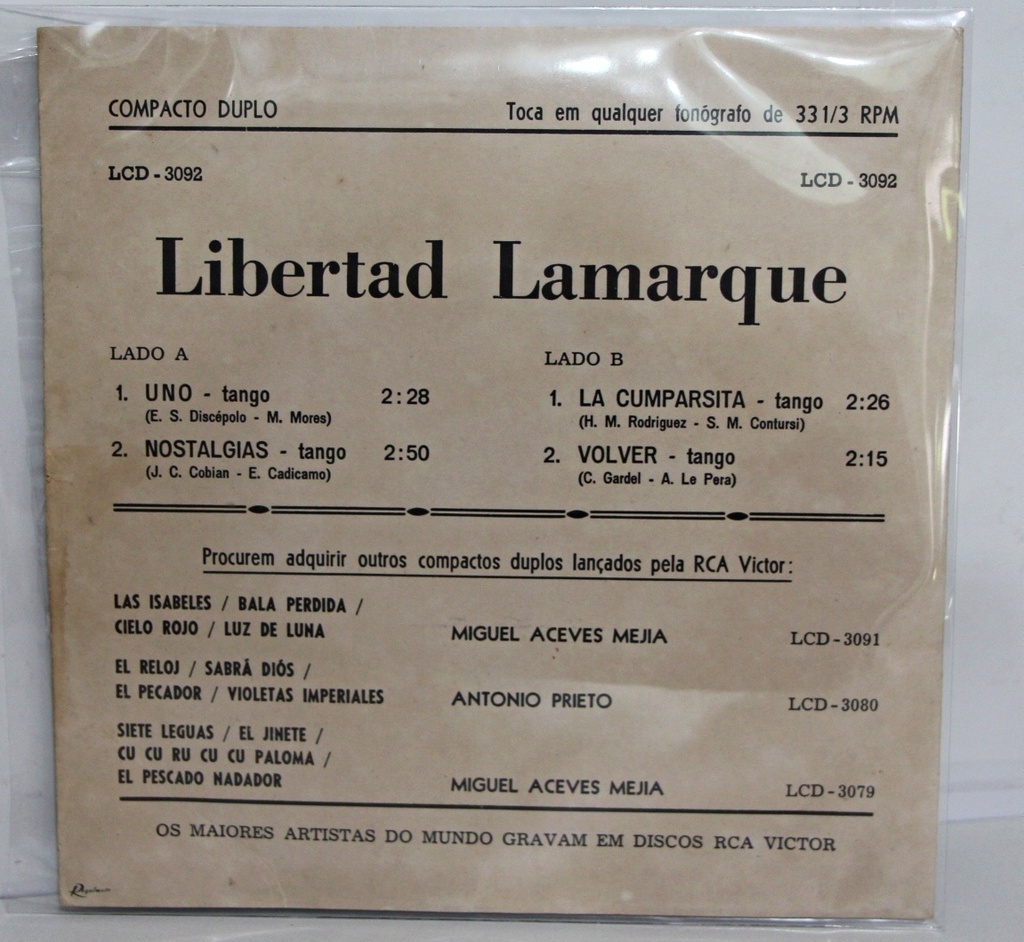 COMPACTO DUPLO
Toca em qualquer fonógrafo de 33 1/3 RPM
LCD - 3092
LCD - 3092
Libertad Lamarque
LADO A
1. UNO - tango 2:28
(E. S. Discépolo - M. Mores)
2. NOSTALGIAS - tango 2:50
(J. C. Cobian - E. Cadicamo)
LADO B
1. LA CUMPARSITA - tango 2:26
(H. M. Rodriguez - S. M. Contursi)
2. VOLVER - tango 2:15
(C. Gardel - A. Le Pera)
Procurem adquirir outros compactos duplos lançados pela RCA Victor:
LAS ISABELES / BALA PERDIDA /
CIELO ROJO / LUZ DE LUNA MIGUEL ACEVES MEJIA LCD - 3091
EL RELOJ / SABRÁ DIÓS /
EL PECADOR / VIOLETAS IMPERIALES ANTONIO PRIETO LCD - 3080
SIETE LEGUAS / EL JINETE /
CU CU RU CU CU PALOMA /
EL PESCADO NADADOR MIGUEL ACEVES MEJIA LCD - 3079
OS MAIORES ARTISTAS DO MUNDO GRAVAM EM DISCOS RCA VICTOR